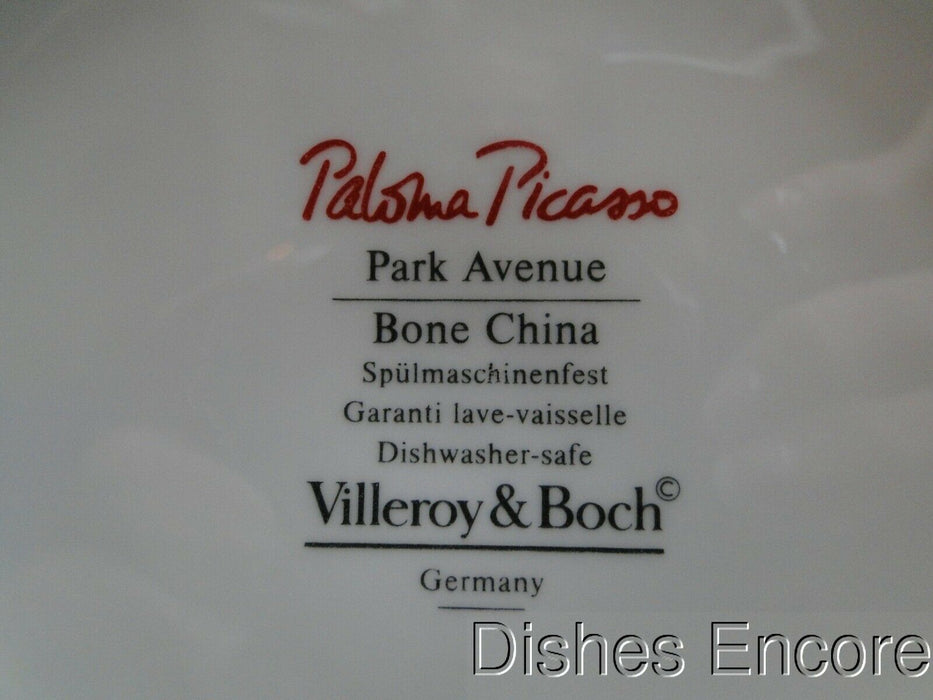 Paloma Picasso
Park Avenue
Bone China
Spülmaschinenfest
Garanti lave-vaisselle
Dishwasher-safe
Villeroy & Boch©
Germany
Dishes Encore